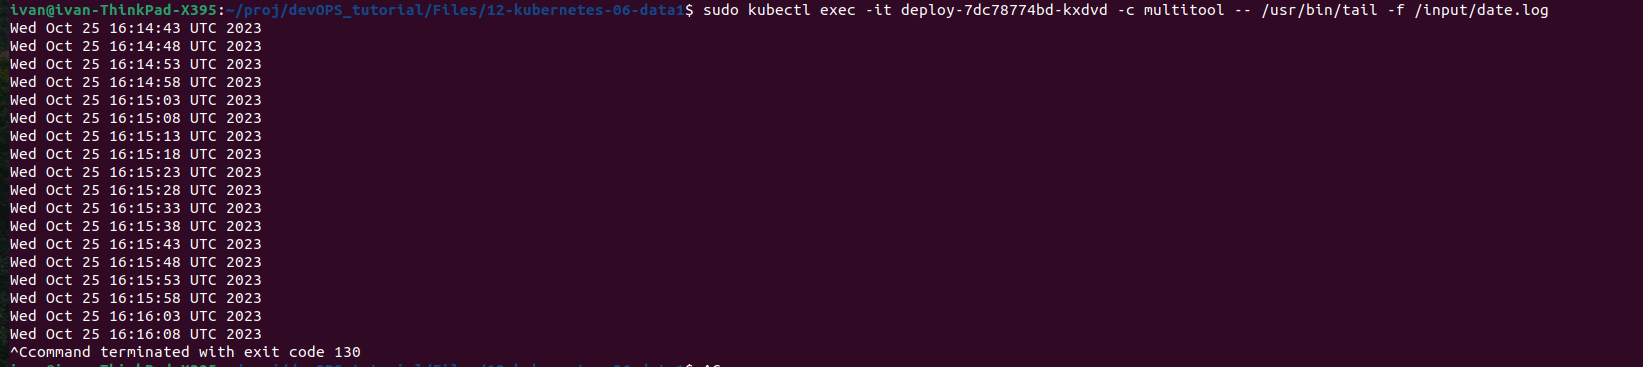 ivan@ivan-ThinkPad-X395:~/proj/devOPS_tutorial/Files/12-kubernetes-06-data1$ sudo kubectl exec -it deploy-7dc78774bd-kxdvd -c multitool -- /usr/bin/tail -f /input/date.log
Wed Oct 25 16:14:43 UTC 2023
Wed Oct 25 16:14:48 UTC 2023
Wed Oct 25 16:14:53 UTC 2023
Wed Oct 25 16:14:58 UTC 2023
Wed Oct 25 16:15:03 UTC 2023
Wed Oct 25 16:15:08 UTC 2023
Wed Oct 25 16:15:13 UTC 2023
Wed Oct 25 16:15:18 UTC 2023
Wed Oct 25 16:15:23 UTC 2023
Wed Oct 25 16:15:28 UTC 2023
Wed Oct 25 16:15:33 UTC 2023
Wed Oct 25 16:15:38 UTC 2023
Wed Oct 25 16:15:43 UTC 2023
Wed Oct 25 16:15:48 UTC 2023
Wed Oct 25 16:15:53 UTC 2023
Wed Oct 25 16:15:58 UTC 2023
Wed Oct 25 16:16:03 UTC 2023
Wed Oct 25 16:16:08 UTC 2023
^Ccommand terminated with exit code 130